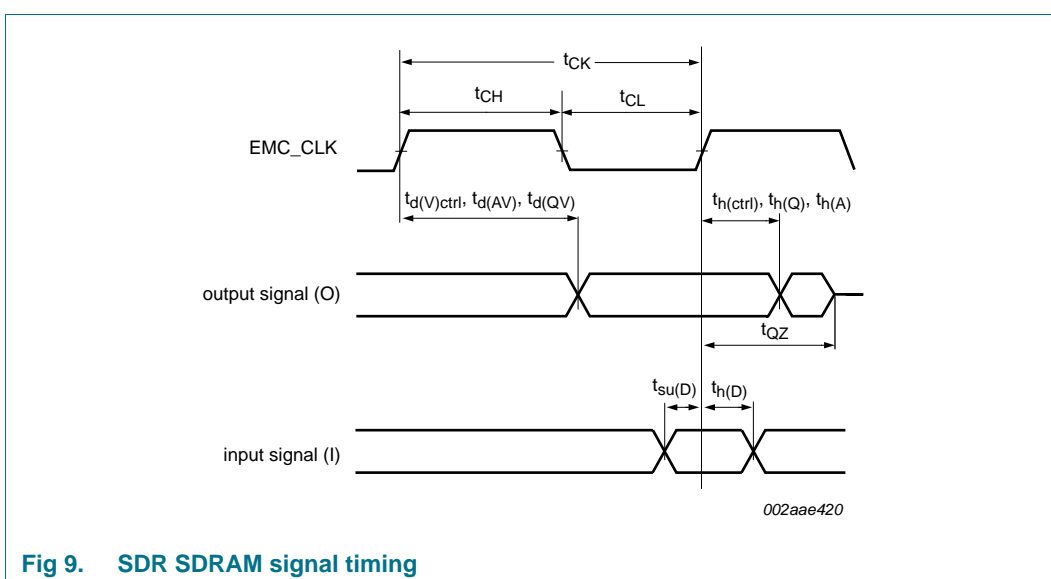 tCK
tCH tCL
EMC_CLK
td(V)ctrl, td(AV), td(QV) th(ctrl), th(Q), th(A)
output signal (O)
tQZ
tsu(D) th(D)
input signal (I)
002aae420
Fig 9. SDR SDRAM signal timing